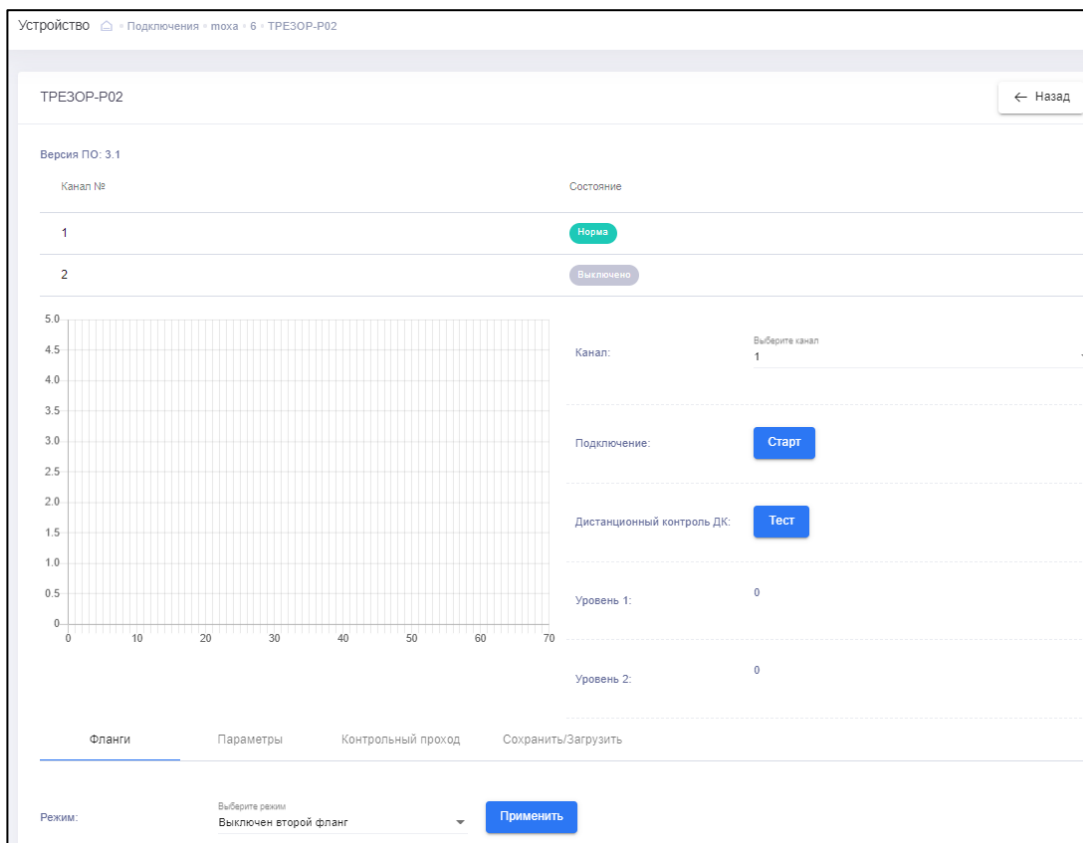 Устройство • Подключения • moxa • 6 • ТРЕЗОР-Р02
ТРЕЗОР-Р02
← Назад
Версия ПО: 3.1
Канал № Состояние
1 Норма
2 Выключено
5.0
4.5
4.0
3.5
3.0
2.5
2.0
1.5
1.0
0.5
0
0 10 20 30 40 50 60 70
Канал:
Выберите канал
1
Подключение: Старт
Дистанционный контроль ДК: Тест
Уровень 1: 0
Уровень 2: 0
Фланги Параметры Контрольный проход Сохранить/Загрузить
Режим:
Выберите режим
Выключен второй фланг
Применить